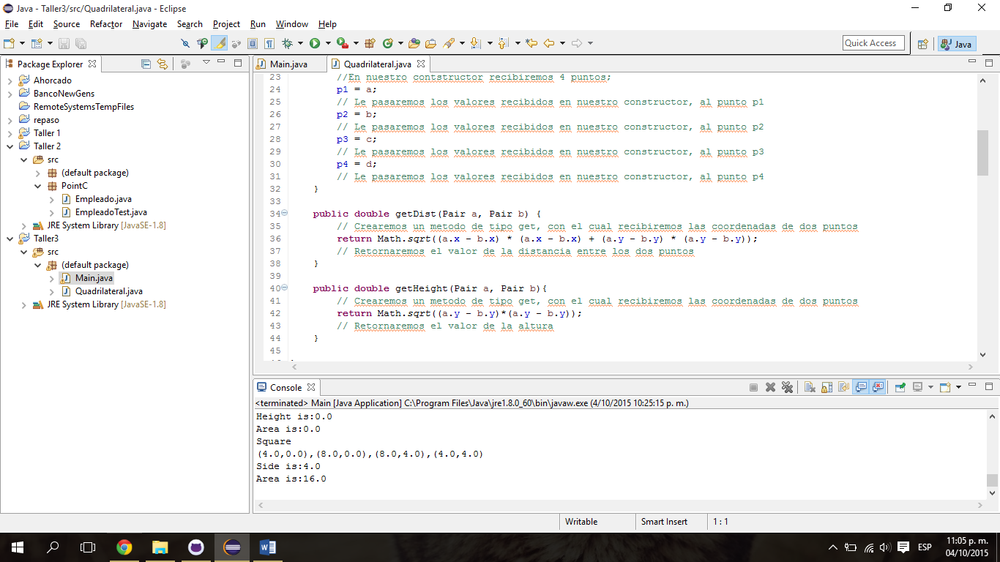 Java - Taller3/src/Quadrilateral.java - Eclipse
File Edit Source Refactor Navigate Search Project Run Window Help
Quick Access
Java
Package Explorer
Ahorcado
BancoNewGens
RemoteSystemsTempFiles
repaso
Taller 1
Taller 2
src
(default package)
PointC
Empleado.java
EmpleadoTest.java
JRE System Library [JavaSE-1.8]
Taller3
src
(default package)
Main.java
Quadrilateral.java
JRE System Library [JavaSE-1.8]
Main.java Quadrilateral.java
23 //En nuestro contstructor recibiremos 4 puntos;
24 p1 = a;
25 // Le pasaremos los valores recibidos en nuestro constructor, al punto p1
26 p2 = b;
27 // Le pasaremos los valores recibidos en nuestro constructor, al punto p2
28 p3 = c;
29 // Le pasaremos los valores recibidos en nuestro constructor, al punto p3
30 p4 = d;
31 // Le pasaremos los valores recibidos en nuestro constructor, al punto p4
32 }
33
34 public double getDist(Pair a, Pair b) {
35 // Crearemos un metodo de tipo get, con el cual recibiremos las coordenadas de dos puntos
36 return Math.sqrt((a.x - b.x) * (a.x - b.x) + (a.y - b.y) * (a.y - b.y));
37 // Retornaremos el valor de la distancia entre los dos puntos
38 }
39
40 public double getHeight(Pair a, Pair b){
41 // Crearemos un metodo de tipo get, con el cual recibiremos las coordenadas de dos puntos
42 return Math.sqrt((a.y - b.y)*(a.y - b.y));
43 // Retornaremos el valor de la altura
44 }
45
Console
<terminated> Main [Java Application] C:\Program Files\Java\jre1.8.0_60\bin\javaw.exe (4/10/2015 10:25:15 p. m.)
Height is:0.0
Area is:0.0
Square
(4.0,0.0),(8.0,0.0),(8.0,4.0),(4.0,4.0)
Side is:4.0
Area is:16.0
Writable Smart Insert 1 : 1
ESP
11:05 p. m.
04/10/2015